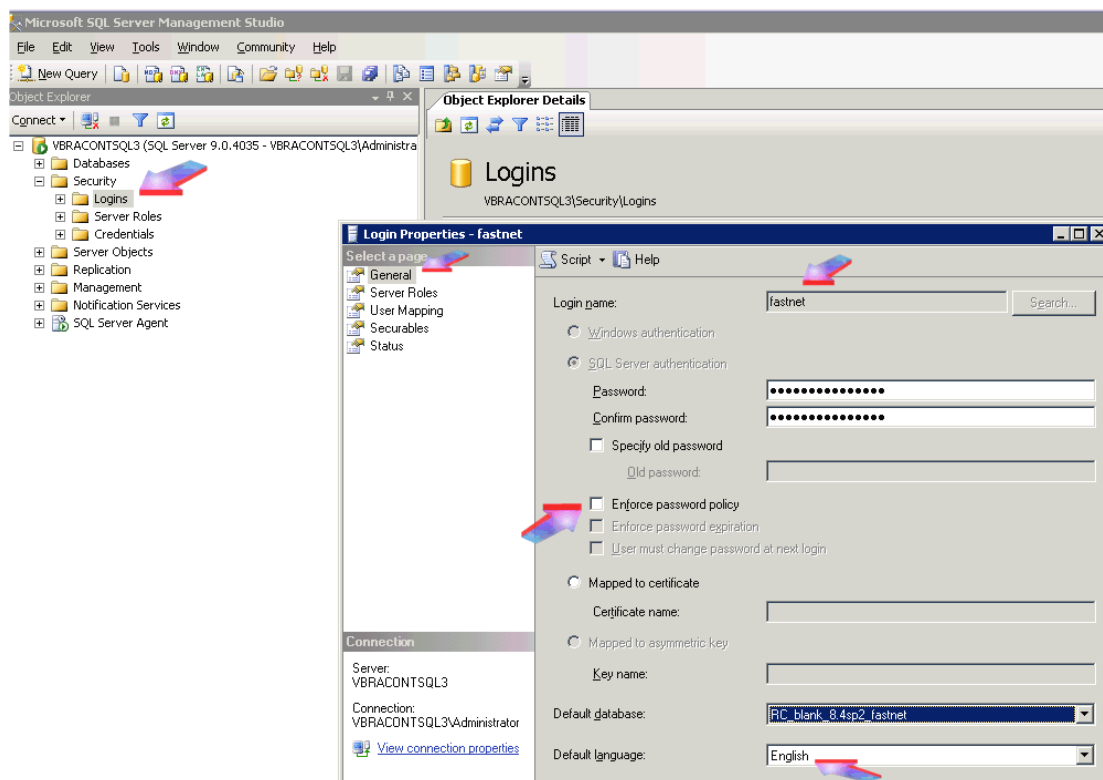 Microsoft SQL Server Management Studio
File Edit View Tools Window Community Help
New Query
Object Explorer
Connect
VBRACONTSQL3 (SQL Server 9.0.4035 - VBRACONTSQL3\Administra
Databases
Security
Logins
Server Roles
Credentials
Server Objects
Replication
Management
Notification Services
SQL Server Agent
Object Explorer Details
Logins
VBRACONTSQL3\Security\Logins
Login Properties - fastnet
Select a page
General
Server Roles
User Mapping
Securables
Status
Script Help
Login name: fastnet Search...
Windows authentication
SQL Server authentication
Password:
Confirm password:
Specify old password
Old password:
Enforce password policy
Enforce password expiration
User must change password at next login
Mapped to certificate
Certificate name:
Mapped to asymmetric key
Key name:
Default database: RC_blank_8.4sp2_fastnet
Default language: English
Connection
Server:
VBRACONTSQL3
Connection:
VBRACONTSQL3\Administrator
View connection properties